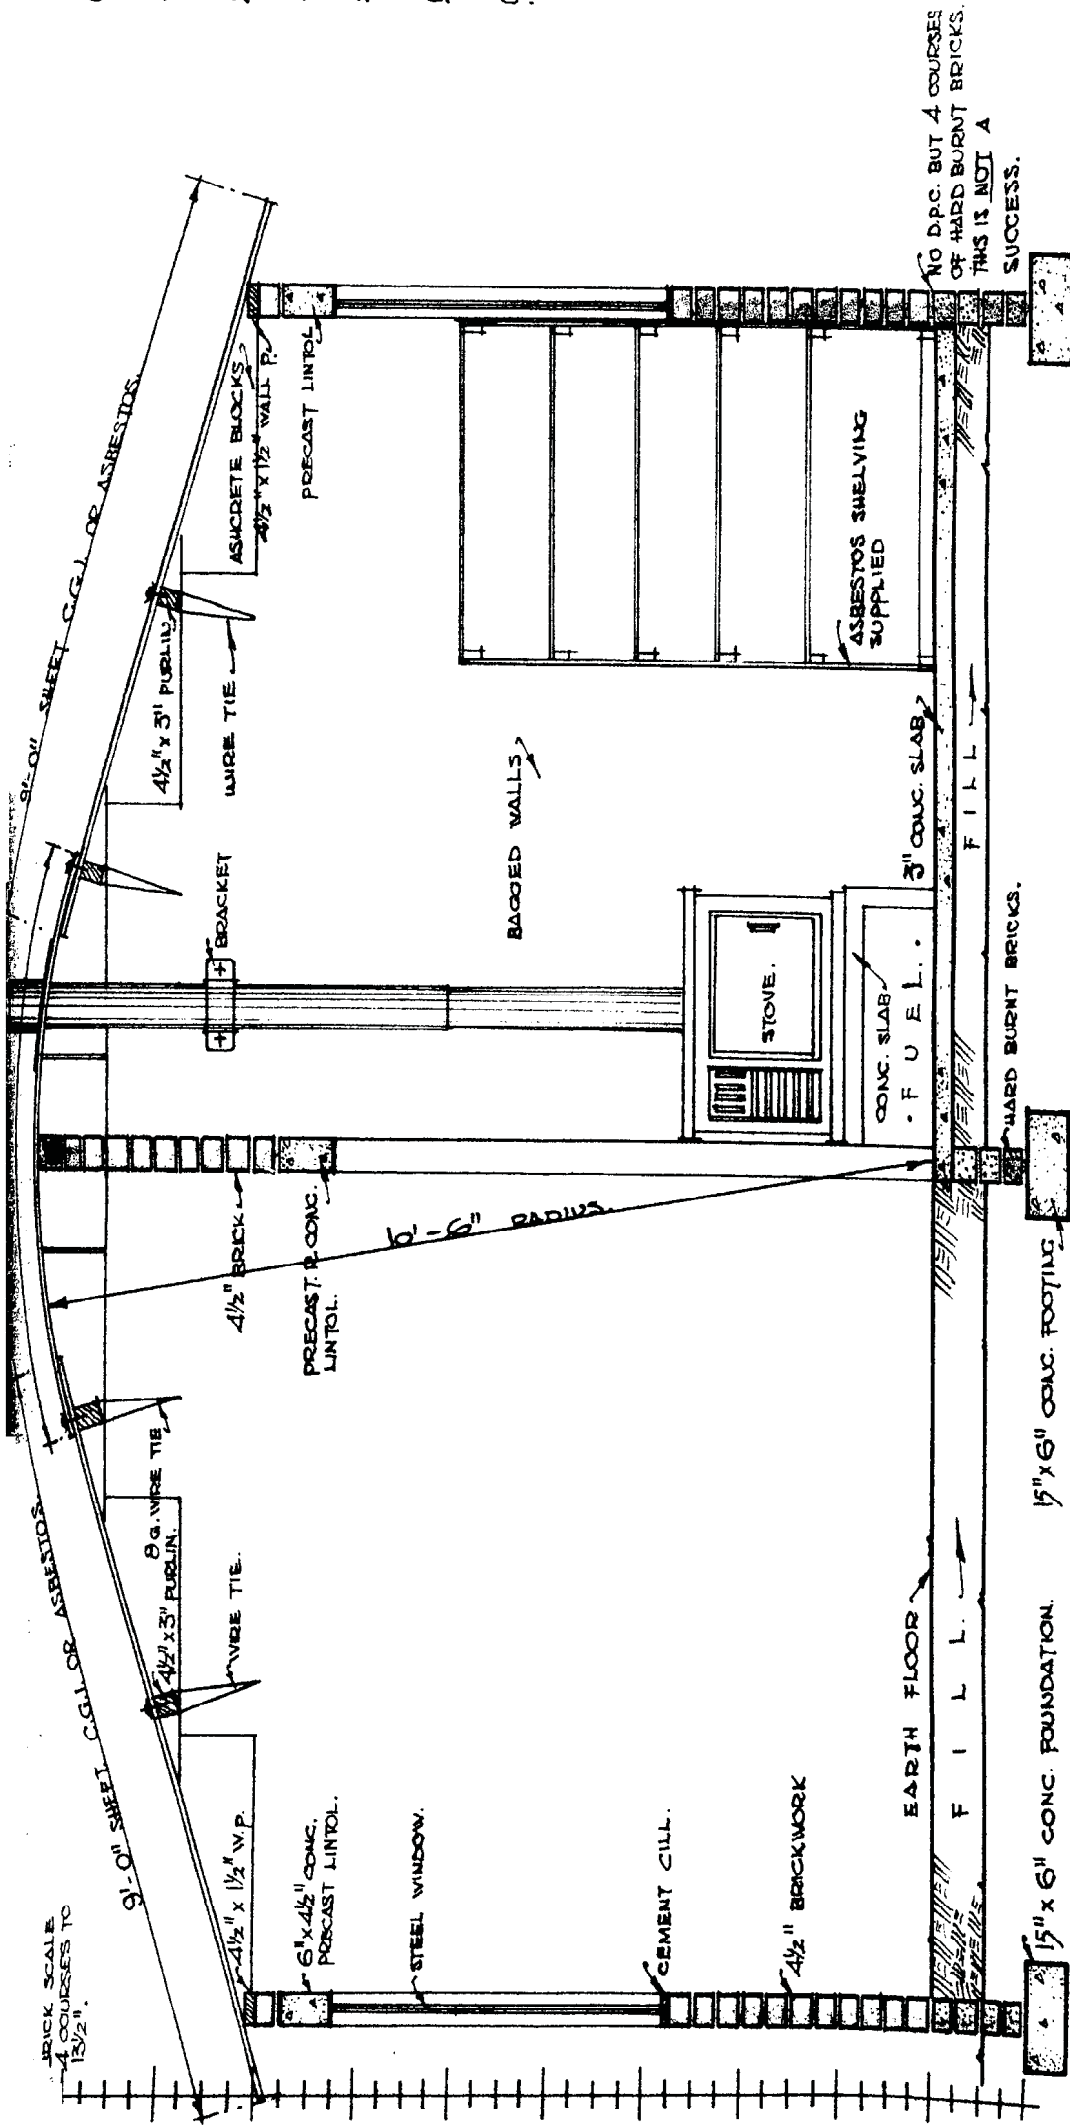 BRICK SCALE
4 COURSES TO
13½".
9'-0" SHEET C.G.I. OR ASBESTOS.
9'-0" SHEET C.G.I. OR ASBESTOS.
4½" x 1½" W.P.
6" x 4½" CONC.
PRECAST LINTOL.
STEEL WINDOW.
CEMENT CILL.
4½" BRICKWORK
8 G. WIRE TIE
4½" x 3" PURLIN.
WIRE TIE.
4½" BRICK
PRECAST. R. CONC.
LINTOL.
6'-6" RADIUS.
BRACKET
4½" x 3" PURLIN
WIRE TIE
ASHCRETE BLOCKS
4½" x 1½" WALL P.
PRECAST LINTOL
BAGGED WALLS
ASBESTOS SHELVING
SUPPLIED
STOVE.
CONC. SLAB
. FUEL .
3" CONC. SLAB
EARTH FLOOR
FILL.
FILL
HARD BURNT BRICKS.
15" x 6" CONC. FOUNDATION.
15" x 6" CONC. FOOTING
NO D.P.C. BUT 4 COURSES
OF HARD BURNT BRICKS.
THIS IS NOT A
SUCCESS.